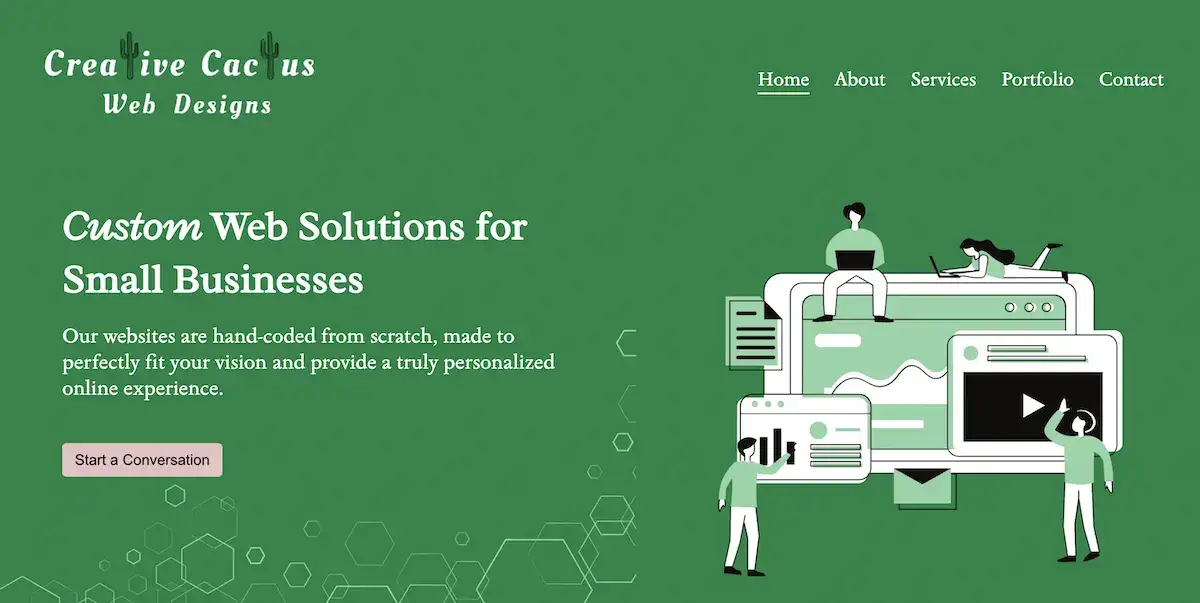 Creative Cactus
Web Designs
Home About Services Portfolio Contact
Custom Web Solutions for
Small Businesses
Our websites are hand-coded from scratch, made to
perfectly fit your vision and provide a truly personalized
online experience.
Start a Conversation